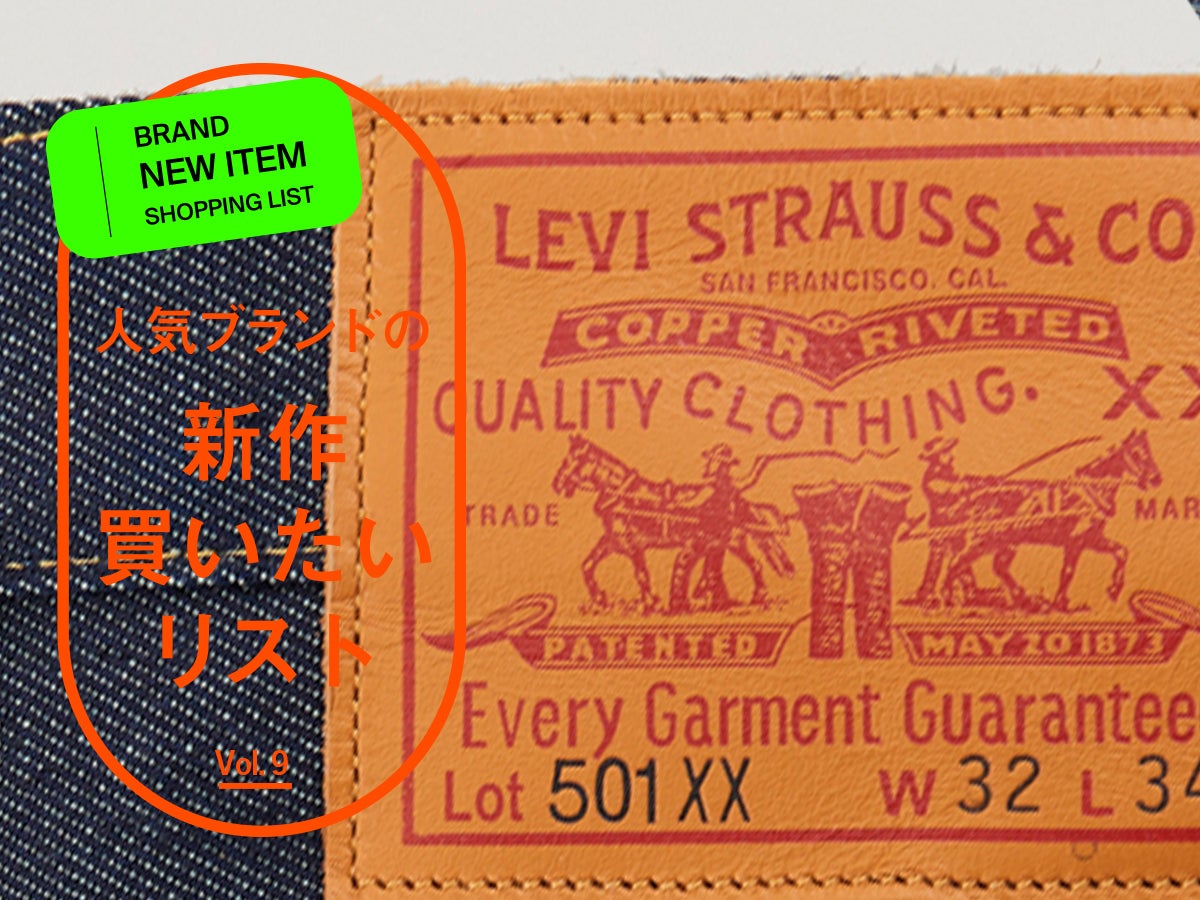 BRAND
NEW ITEM
SHOPPING LIST
人気ブランドの
新作
買いたい
リスト
Vol. 9
LEVI STRAUSS & CO
SAN FRANCISCO. CAL.
COPPER RIVETED
QUALITY CLOTHING. XX
TRADE MAR
PATENTED MAY 20 1873
Every Garment Guarantee
Lot 501XX W 32 L 34